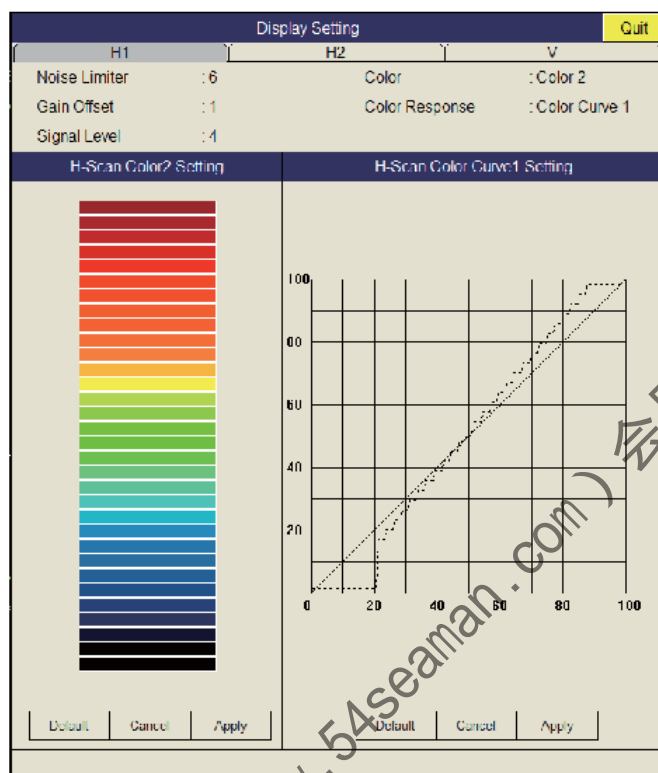 Display Setting
Quit
H1
H2
V
Noise Limiter : 6
Color : Color 2
Gain Offset : 1
Color Response : Color Curve 1
Signal Level : 4
H-Scan Color2 Setting
H-Scan Color Curve1 Setting
100
80
60
40
20
0 20 40 60 80 100
Default Cancel Apply
Default Cancel Apply
.54seaman.com）会